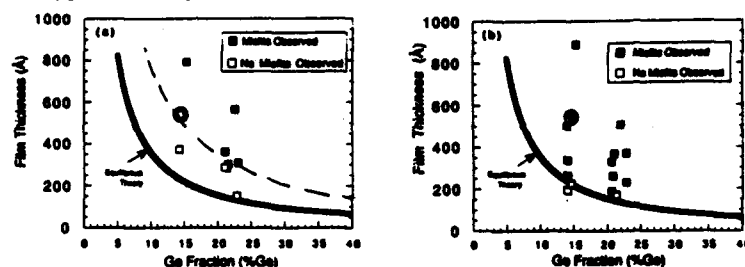 (a)
Misfits Observed
No Misfits Observed
Equilibrium
Theory
Film Thickness (Å)
1000
800
600
400
200
0
0 5 10 15 20 25 30 35 40
Ge Fraction (%Ge)
(b)
Misfits Observed
No Misfits Observed
Equilibrium
Theory
Film Thickness (Å)
1000
800
600
400
200
0
0 5 10 15 20 25 30 35 40
Ge Fraction (%Ge)